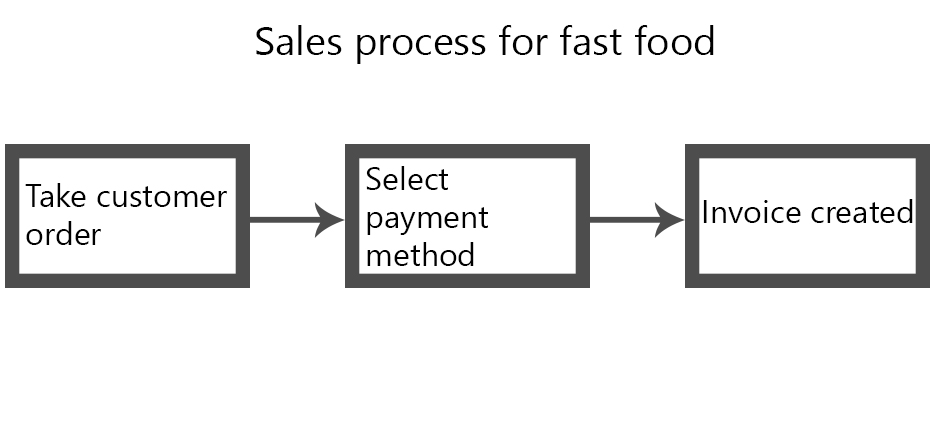 Sales process for fast food
Take customer
order
Select
payment
method
Invoice created